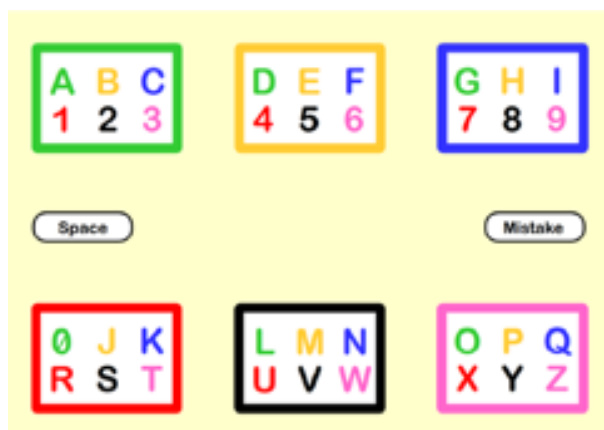 A B C D E F G H I
1 2 3 4 5 6 7 8 9
Space Mistake
0 J K L M N O P Q
R S T U V W X Y Z